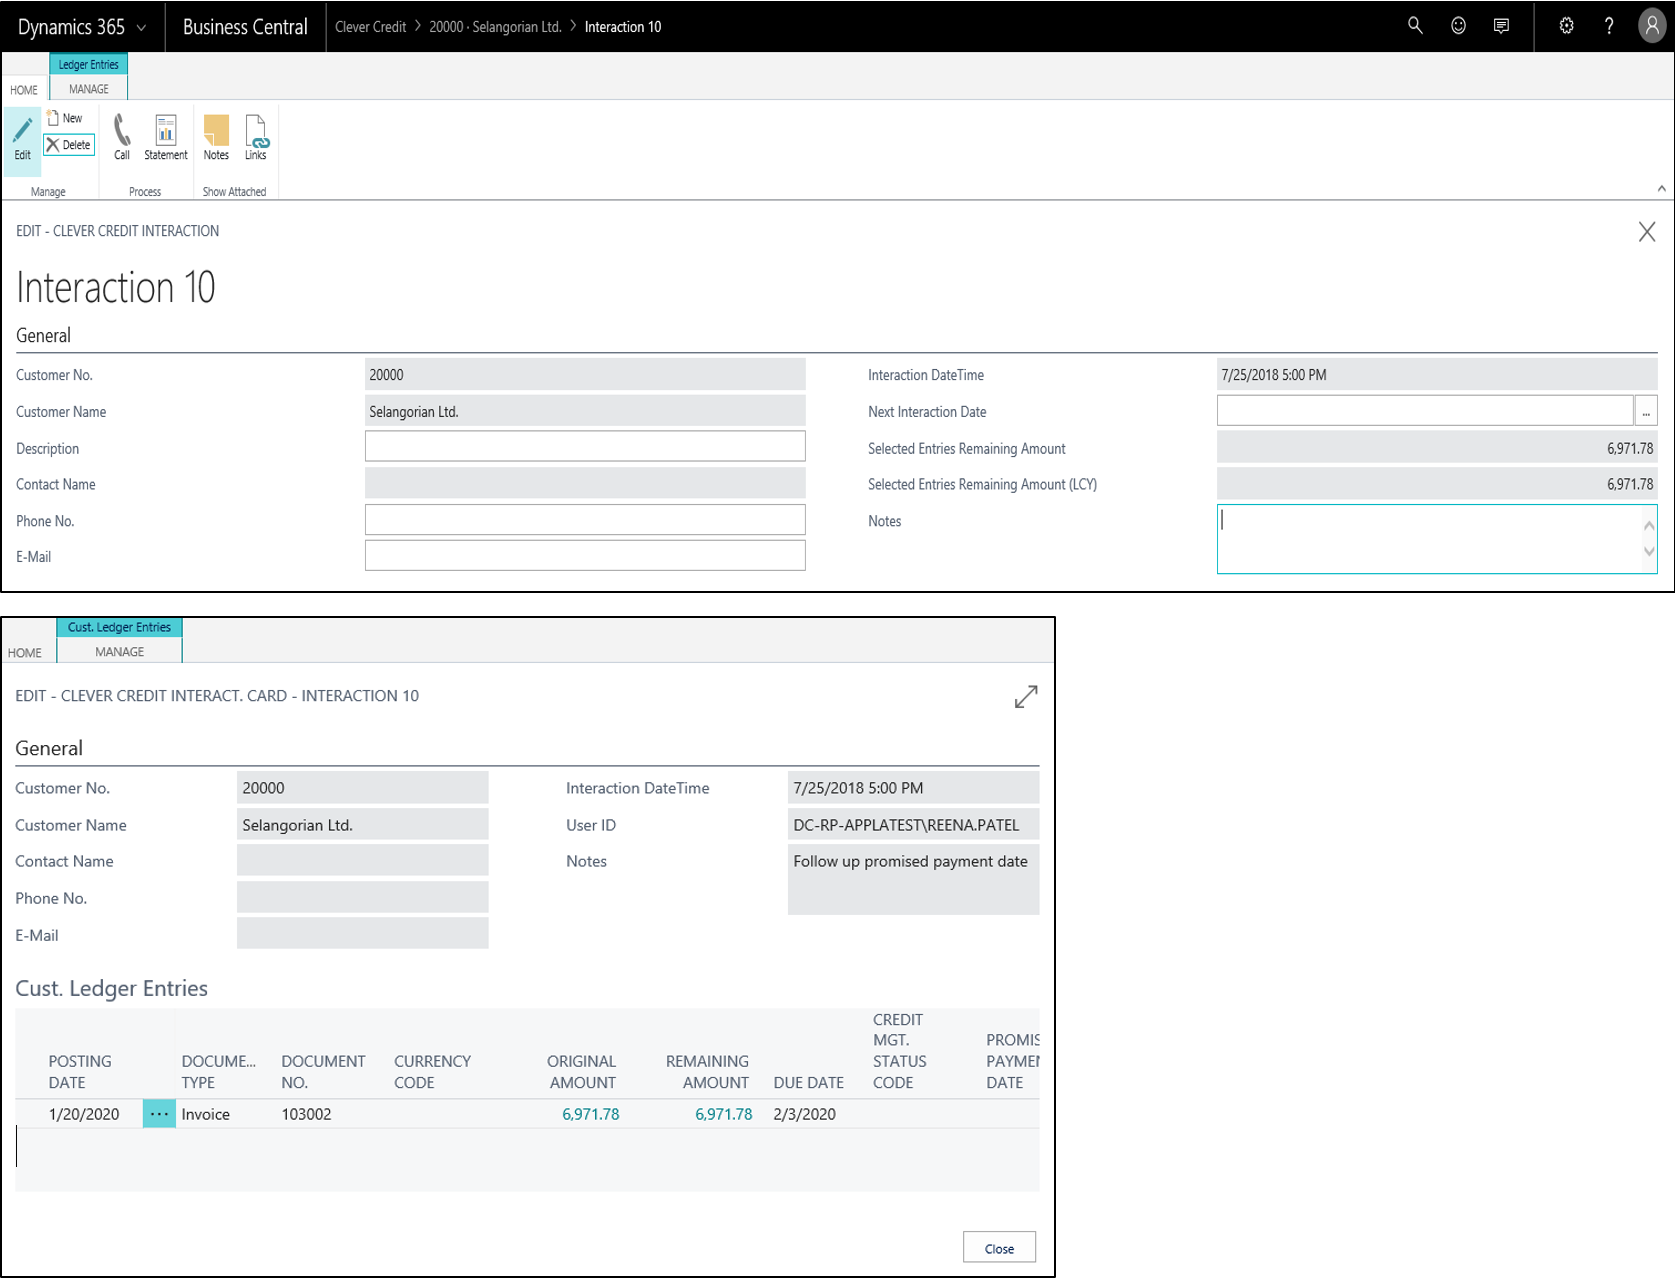 Dynamics 365
Business Central
Clever Credit > 20000 · Selangorian Ltd. > Interaction 10
?
Ledger Entries
HOME
MANAGE
Edit
New
Delete
Call
Statement
Notes
Links
Manage
Process
Show Attached
EDIT - CLEVER CREDIT INTERACTION
Interaction 10
General
Customer No.
20000
Interaction DateTime
7/25/2018 5:00 PM
Customer Name
Selangorian Ltd.
Next Interaction Date
...
Description
Selected Entries Remaining Amount
6,971.78
Contact Name
Selected Entries Remaining Amount (LCY)
6,971.78
Phone No.
Notes
E-Mail
Cust. Ledger Entries
HOME
MANAGE
EDIT - CLEVER CREDIT INTERACT. CARD - INTERACTION 10
General
Customer No.
20000
Interaction DateTime
7/25/2018 5:00 PM
Customer Name
Selangorian Ltd.
User ID
DC-RP-APPLATEST\REENA.PATEL
Contact Name
Notes
Follow up promised payment date
Phone No.
E-Mail
Cust. Ledger Entries
POSTING
DATE
DOCUME...
TYPE
DOCUMENT
NO.
CURRENCY
CODE
ORIGINAL
AMOUNT
REMAINING
AMOUNT
DUE DATE
CREDIT
MGT.
STATUS
CODE
PROMIS
PAYMEN
DATE
1/20/2020 ... Invoice 103002 6,971.78 6,971.78 2/3/2020
Close